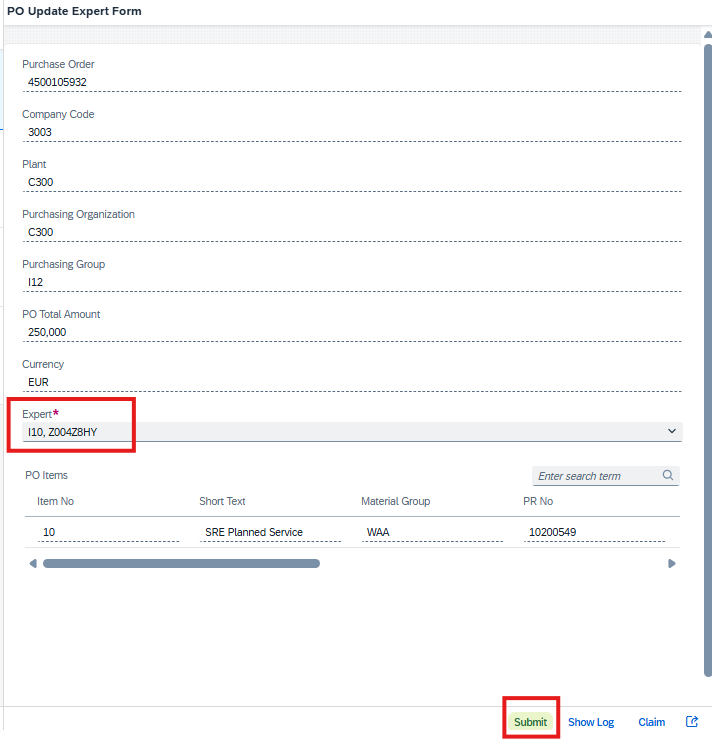 PO Update Expert Form
Purchase Order
4500105932
Company Code
3003
Plant
C300
Purchasing Organization
C300
Purchasing Group
I12
PO Total Amount
250,000
Currency
EUR
Expert*
I10, Z004Z8HY
PO Items
Enter search term
Item No Short Text Material Group PR No
10 SRE Planned Service WAA 10200549
Submit Show Log Claim